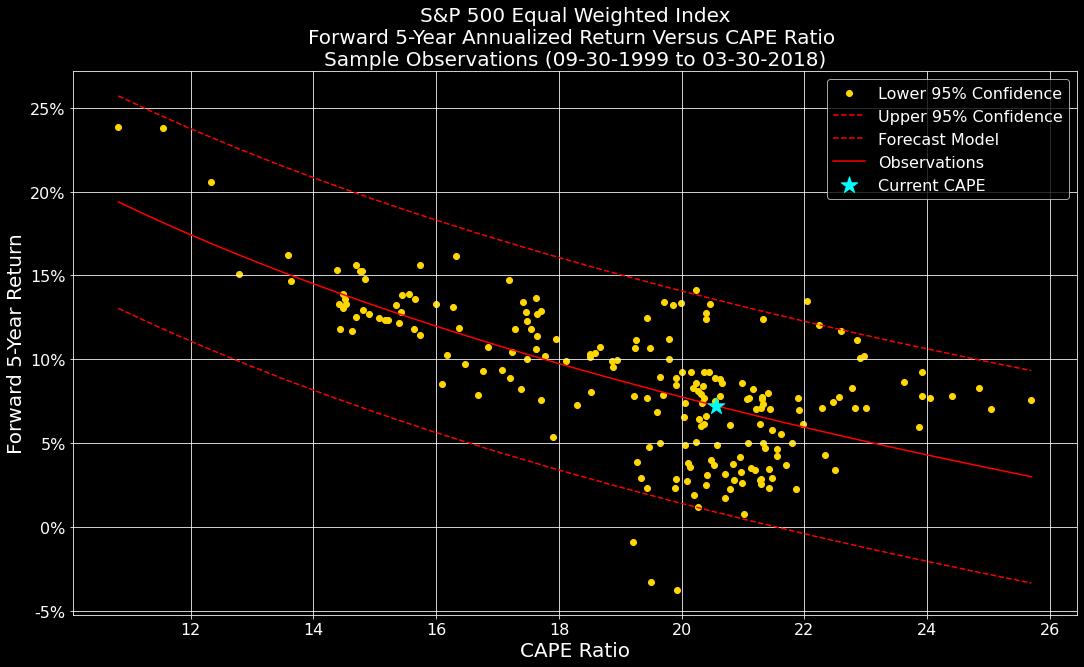 S&P 500 Equal Weighted Index
Forward 5-Year Annualized Return Versus CAPE Ratio
Sample Observations (09-30-1999 to 03-30-2018)
Lower 95% Confidence
Upper 95% Confidence
Forecast Model
Observations
Current CAPE
Forward 5-Year Return
25%
20%
15%
10%
5%
0%
-5%
12
14
16
18
20
22
24
26
CAPE Ratio